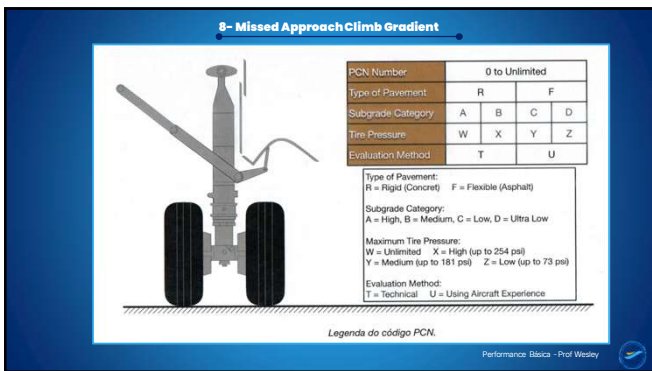 8- Missed Approach Climb Gradient
PCN Number 0 to Unlimited
Type of Pavement R F
Subgrade Category A B C D
Tire Pressure W X Y Z
Evaluation Method T U
Type of Pavement:
R = Rigid (Concret) F = Flexible (Asphalt)
Subgrade Category:
A = High, B = Medium, C = Low, D = Ultra Low
Maximum Tire Pressure:
W = Unlimited X = High (up to 254 psi)
Y = Medium (up to 181 psi) Z = Low (up to 73 psi)
Evaluation Method:
T = Technical U = Using Aircraft Experience
Legenda do código PCN.
Performance Básica - Prof Wesley